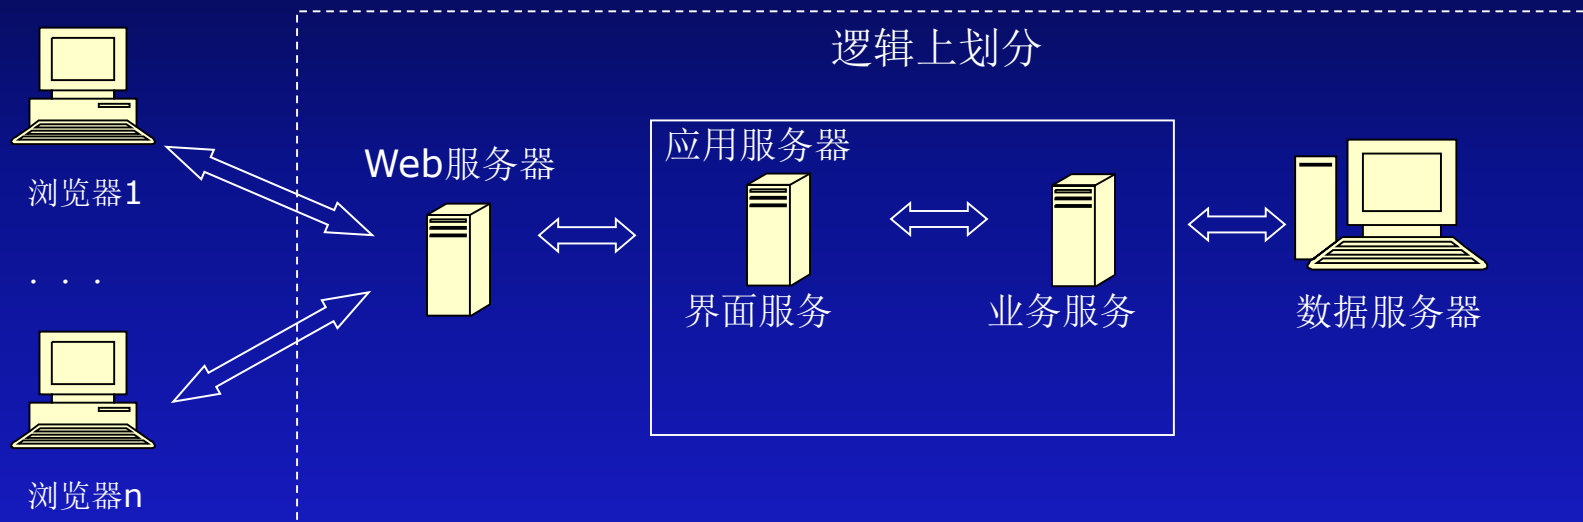 逻辑上划分
浏览器1
. . .
浏览器n
Web服务器
应用服务器
界面服务
业务服务
数据服务器